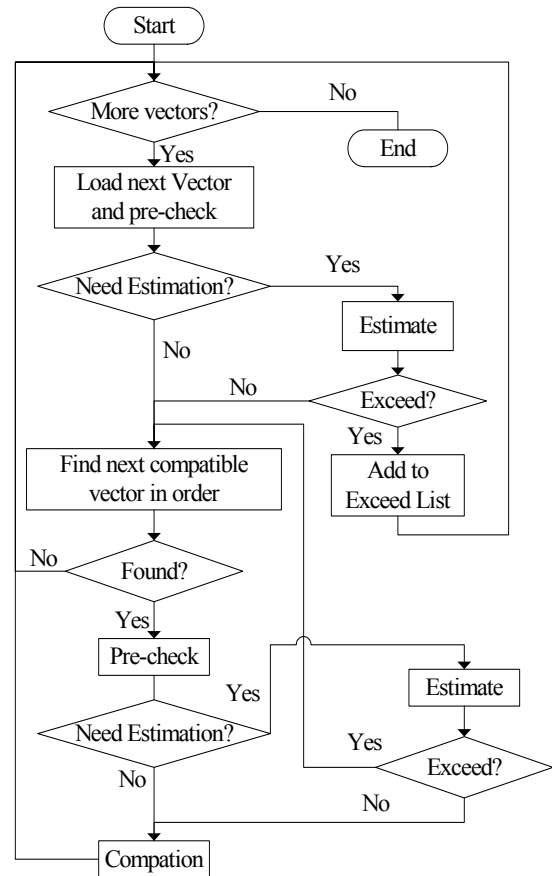 Start
More vectors?
No
End
Yes
Load next Vector
and pre-check
Need Estimation?
Yes
Estimate
No
No
Exceed?
Yes
Find next compatible
vector in order
Add to
Exceed List
No
Found?
Yes
Pre-check
Yes
Estimate
Need Estimation?
Yes
Exceed?
No
No
Compation